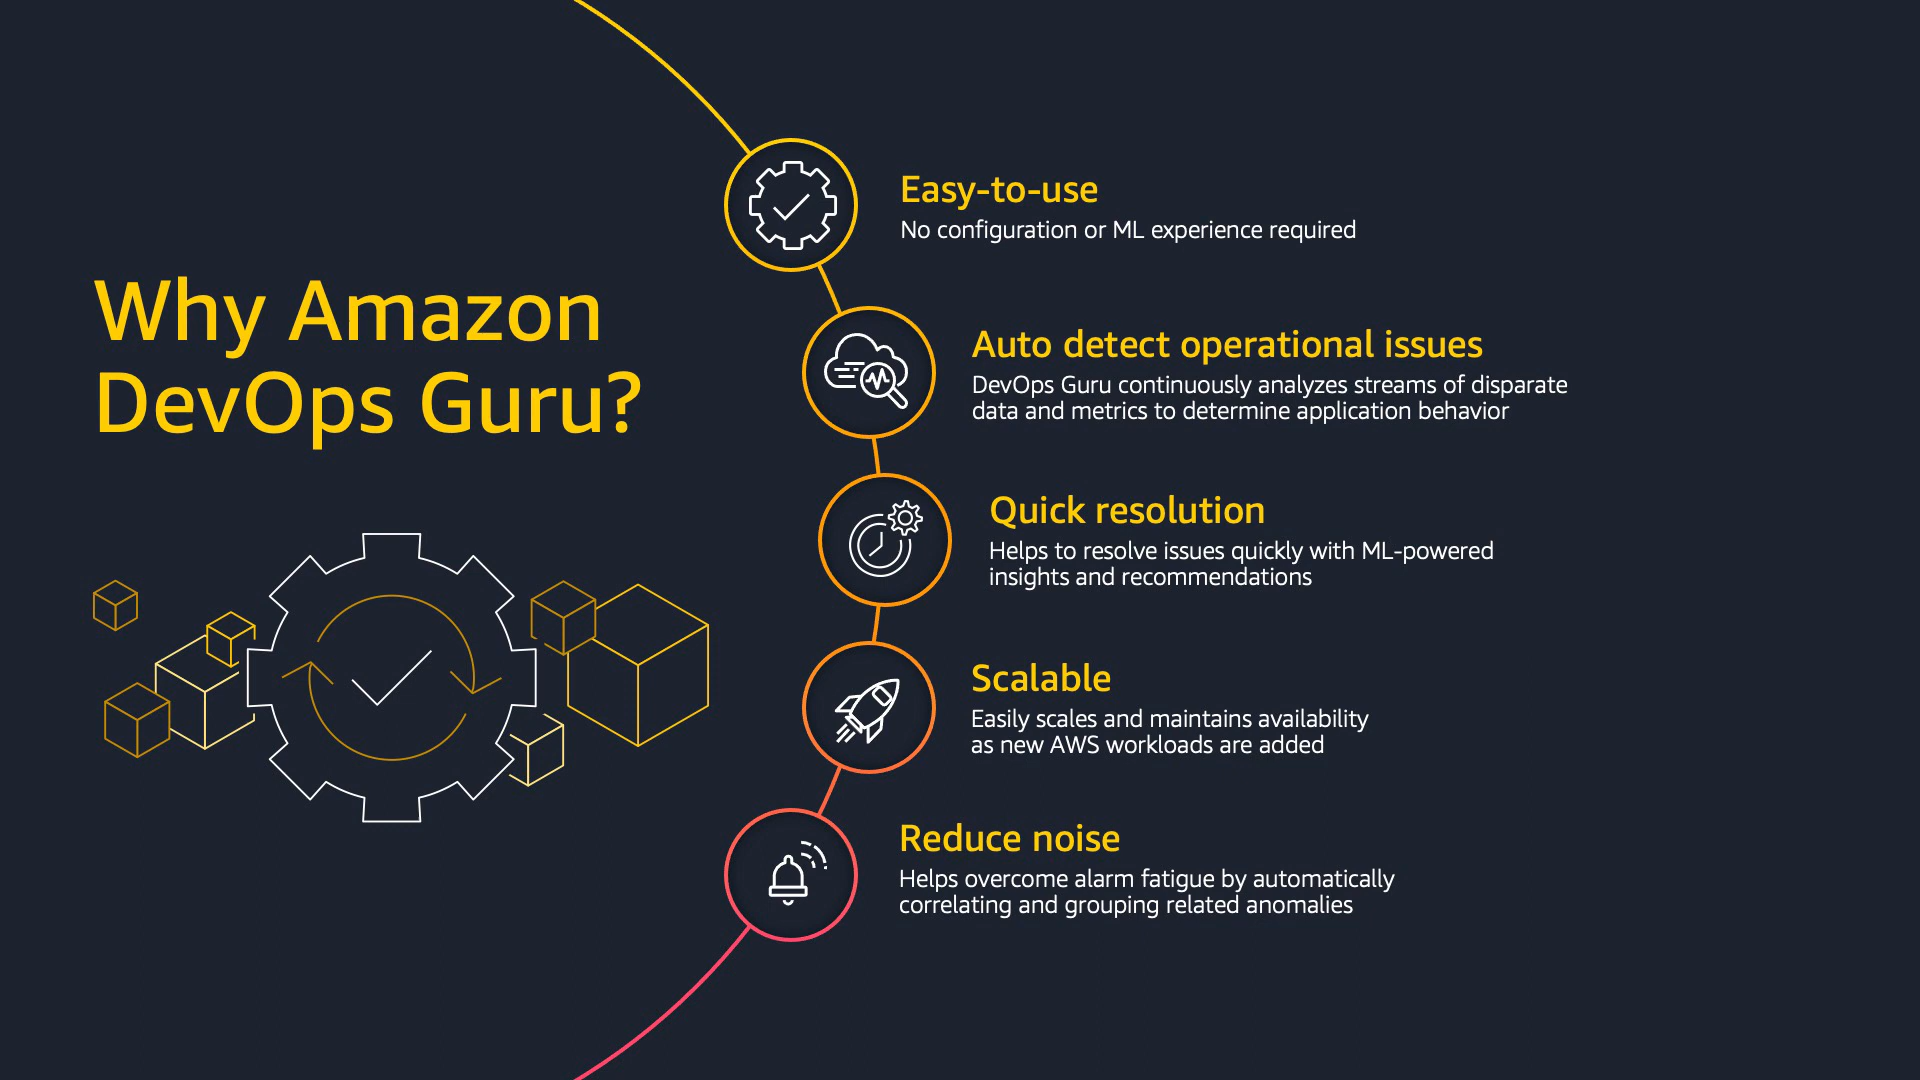 Why Amazon
DevOps Guru?
Easy-to-use
No configuration or ML experience required
Auto detect operational issues
DevOps Guru continuously analyzes streams of disparate
data and metrics to determine application behavior
Quick resolution
Helps to resolve issues quickly with ML-powered
insights and recommendations
Scalable
Easily scales and maintains availability
as new AWS workloads are added
Reduce noise
Helps overcome alarm fatigue by automatically
correlating and grouping related anomalies